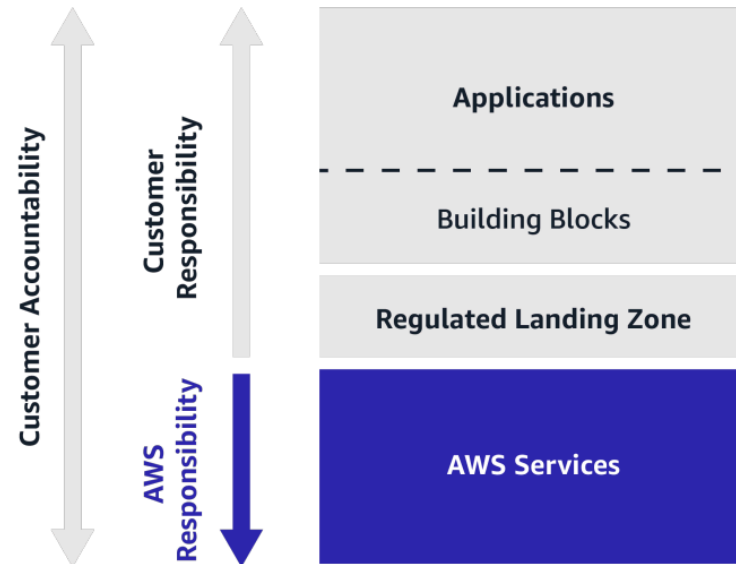 Customer Accountability
Customer
Responsibility
AWS
Responsibility
Applications
Building Blocks
Regulated Landing Zone
AWS Services